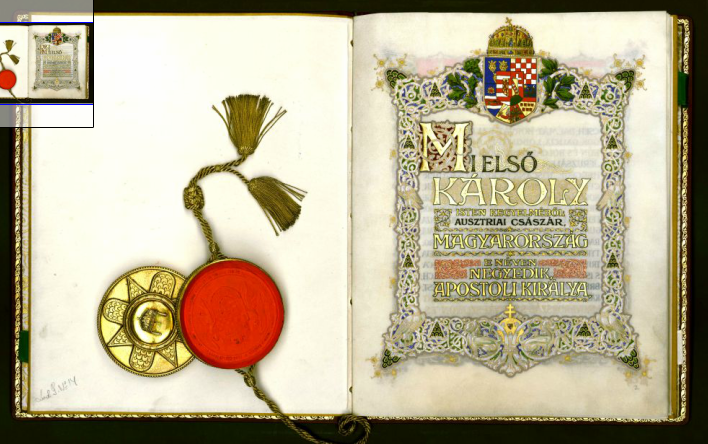 MI ELSŐ
KÁROLY
ISTEN KEGYELMÉBŐL
AUSZTRIAI CSÁSZÁR,
MAGYARORSZÁG
E NÉVEN
NEGYEDIK,
APOSTOLI KIRÁLYA